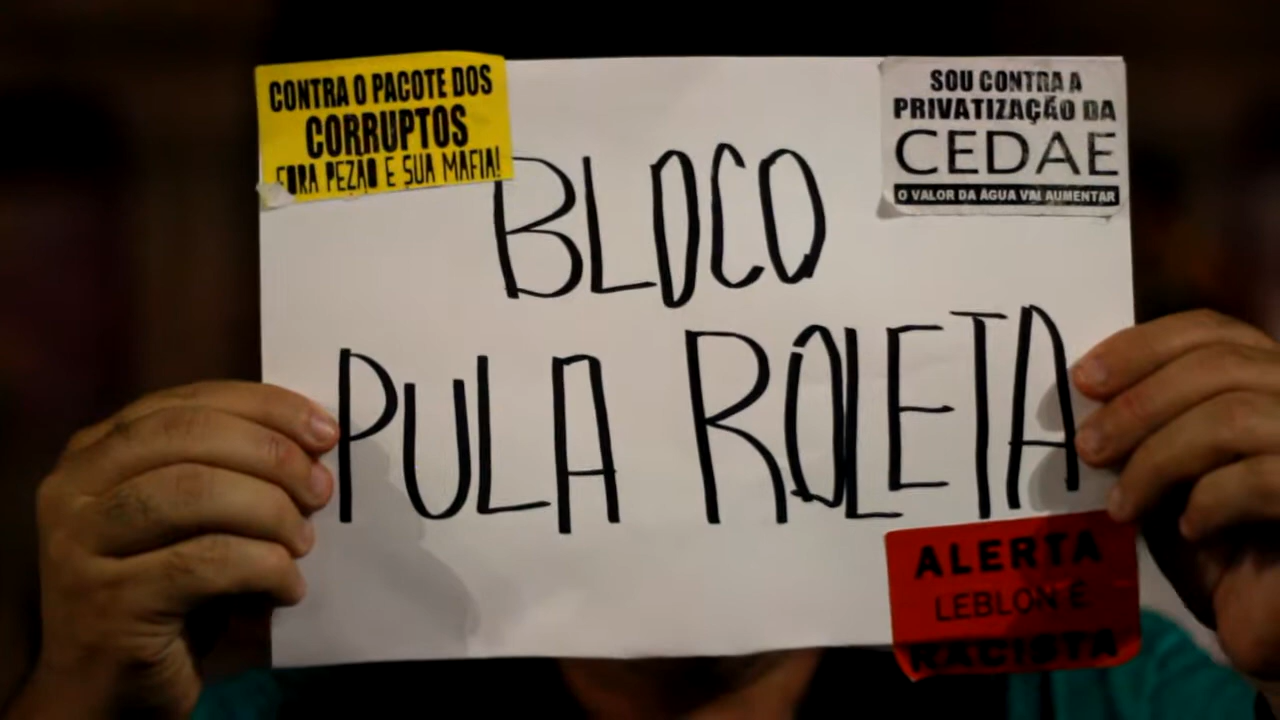 CONTRA O PACOTE DOS
CORRUPTOS
FORA PEZÃO E SUA MAFIA!
SOU CONTRA A
PRIVATIZAÇÃO DA
CEDAE
O VALOR DA ÁGUA VAI AUMENTAR
BLOCO
PULA ROLETA
ALERTA
LEBLON É
RACISTA